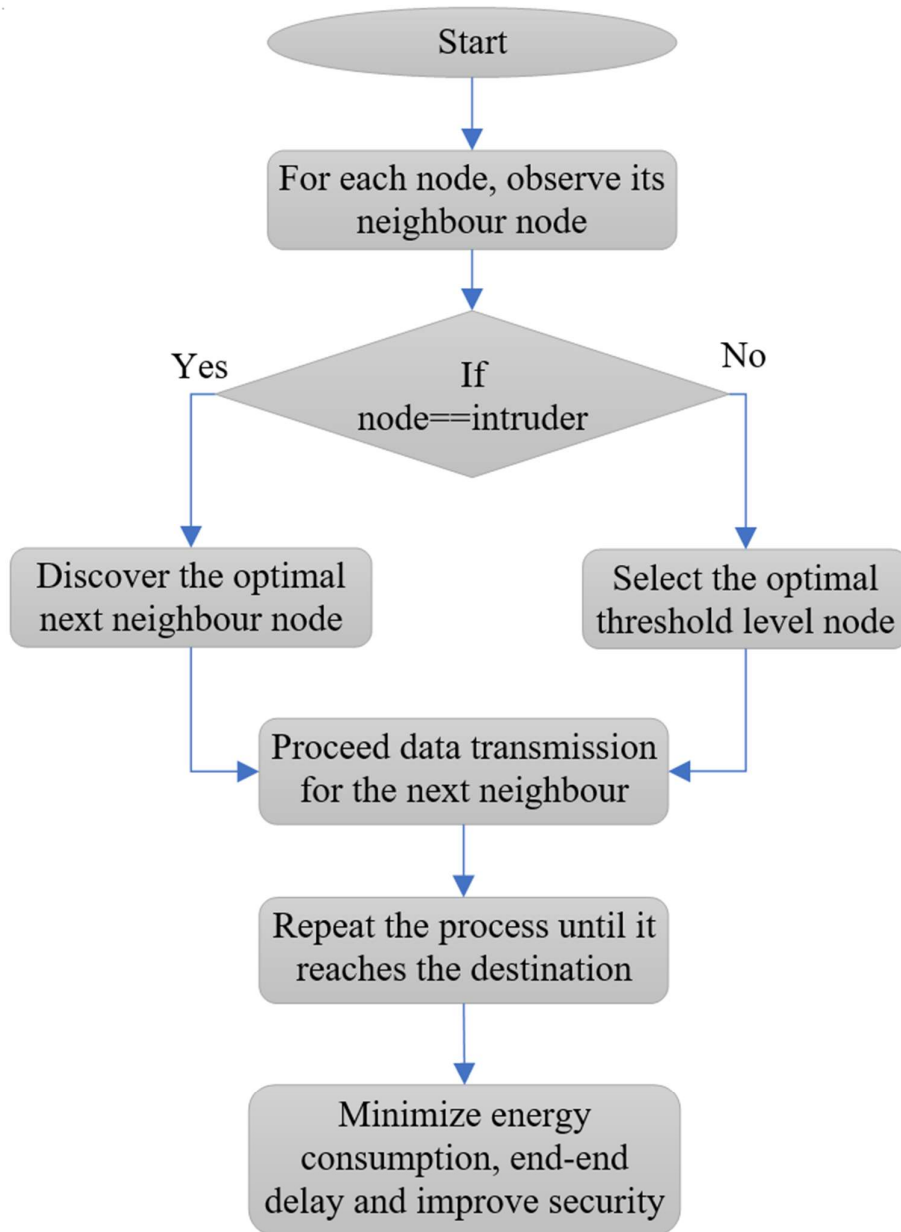 Start
For each node, observe its
neighbour node
Yes
No
If
node==intruder
Discover the optimal
next neighbour node
Select the optimal
threshold level node
Proceed data transmission
for the next neighbour
Repeat the process until it
reaches the destination
Minimize energy
consumption, end-end
delay and improve security